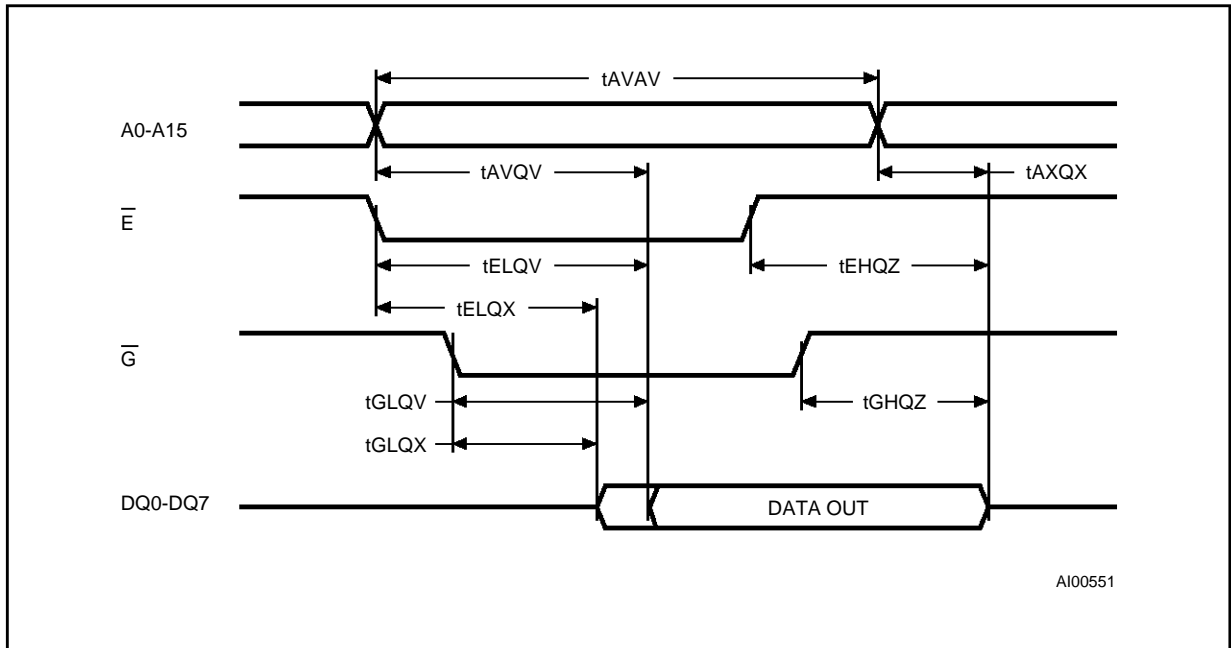 tAVAV
A0-A15
tAVQV
tAXQX
E
tELQV
tEHQZ
tELQX
G
tGLQV
tGHQZ
tGLQX
DQ0-DQ7
DATA OUT
AI00551